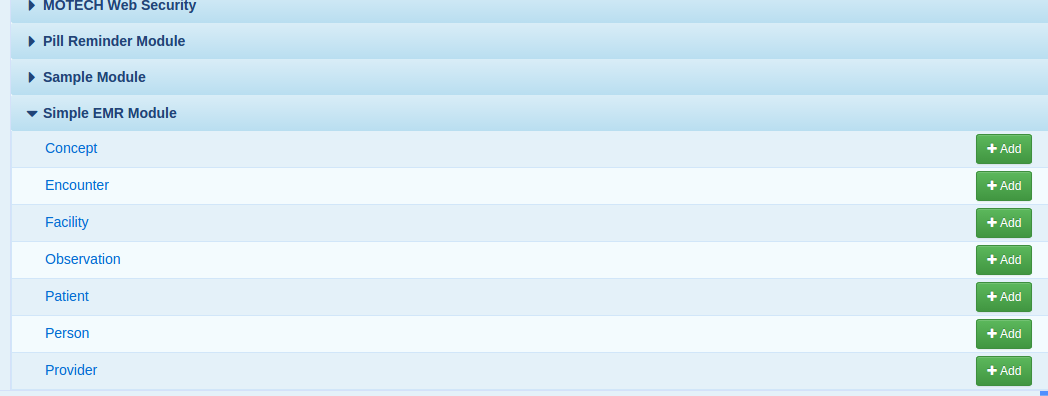 MOTECH Web Security
Pill Reminder Module
Sample Module
Simple EMR Module
Concept Add
Encounter Add
Facility Add
Observation Add
Patient Add
Person Add
Provider Add